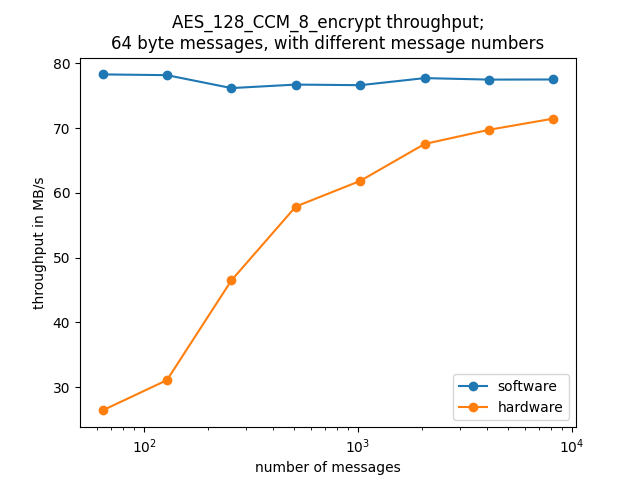 AES_128_CCM_8_encrypt throughput;
64 byte messages, with different message numbers
80
70
60
50
40
30
throughput in MB/s
software
hardware
10²
10³
10⁴
number of messages